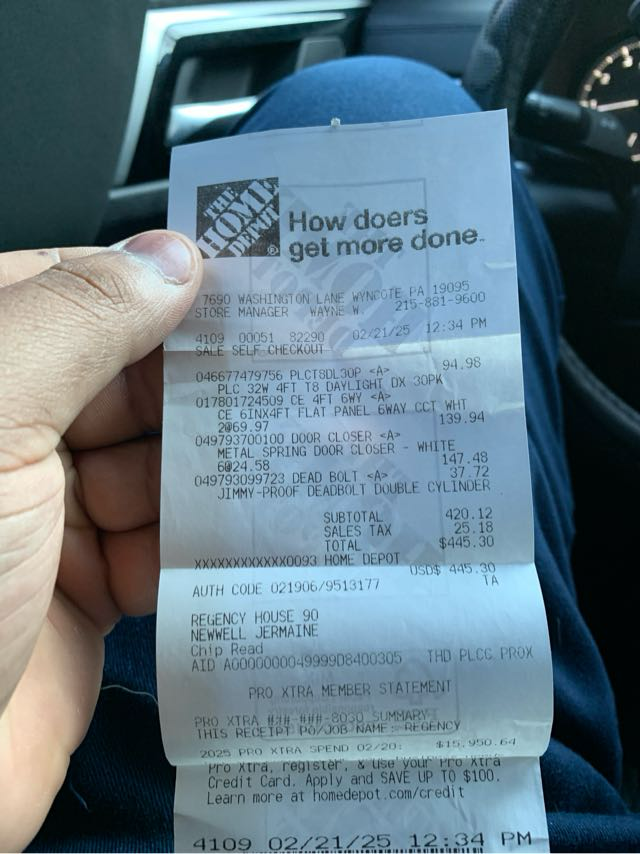 THE
HOME
DEPOT
How doers
get more done.
7690 WASHINGTON LANE WYNCOTE PA 19095
STORE MANAGER WAYNE W. 215-881-9600
4109 00051 82290 02/21/25 12:34 PM
SALE SELF CHECKOUT
046677479756 PLCT8DL30P <A> 94.98
PLC 32W 4FT T8 DAYLIGHT DX 30PK
017801724509 CE 4FT 6WY <A>
CE 6INX4FT FLAT PANEL 6WAY CCT WHT
2@69.97 139.94
049793700100 DOOR CLOSER <A>
METAL SPRING DOOR CLOSER - WHITE
6@24.58 147.48
049793099723 DEAD BOLT <A> 37.72
JIMMY-PROOF DEADBOLT DOUBLE CYLINDER
SUBTOTAL 420.12
SALES TAX 25.18
TOTAL $445.30
XXXXXXXXXXXX0093 HOME DEPOT
USD$ 445.30
AUTH CODE 021906/9513177 TA
REGENCY HOUSE 90
NEWWELL JERMAINE
Chip Read
AID A0000000049999D8400305 THD PLCC PROX
PRO XTRA MEMBER STATEMENT
PRO XTRA ###-###-8030 SUMMARY
THIS RECEIPT PO/JOB NAME: REGENCY
2025 PRO XTRA SPEND 02/20: $15,950.64
Pro Xtra, register, & use your Pro Xtra
Credit Card. Apply and SAVE UP TO $100.
Learn more at homedepot.com/credit
4109 02/21/25 12:34 PM